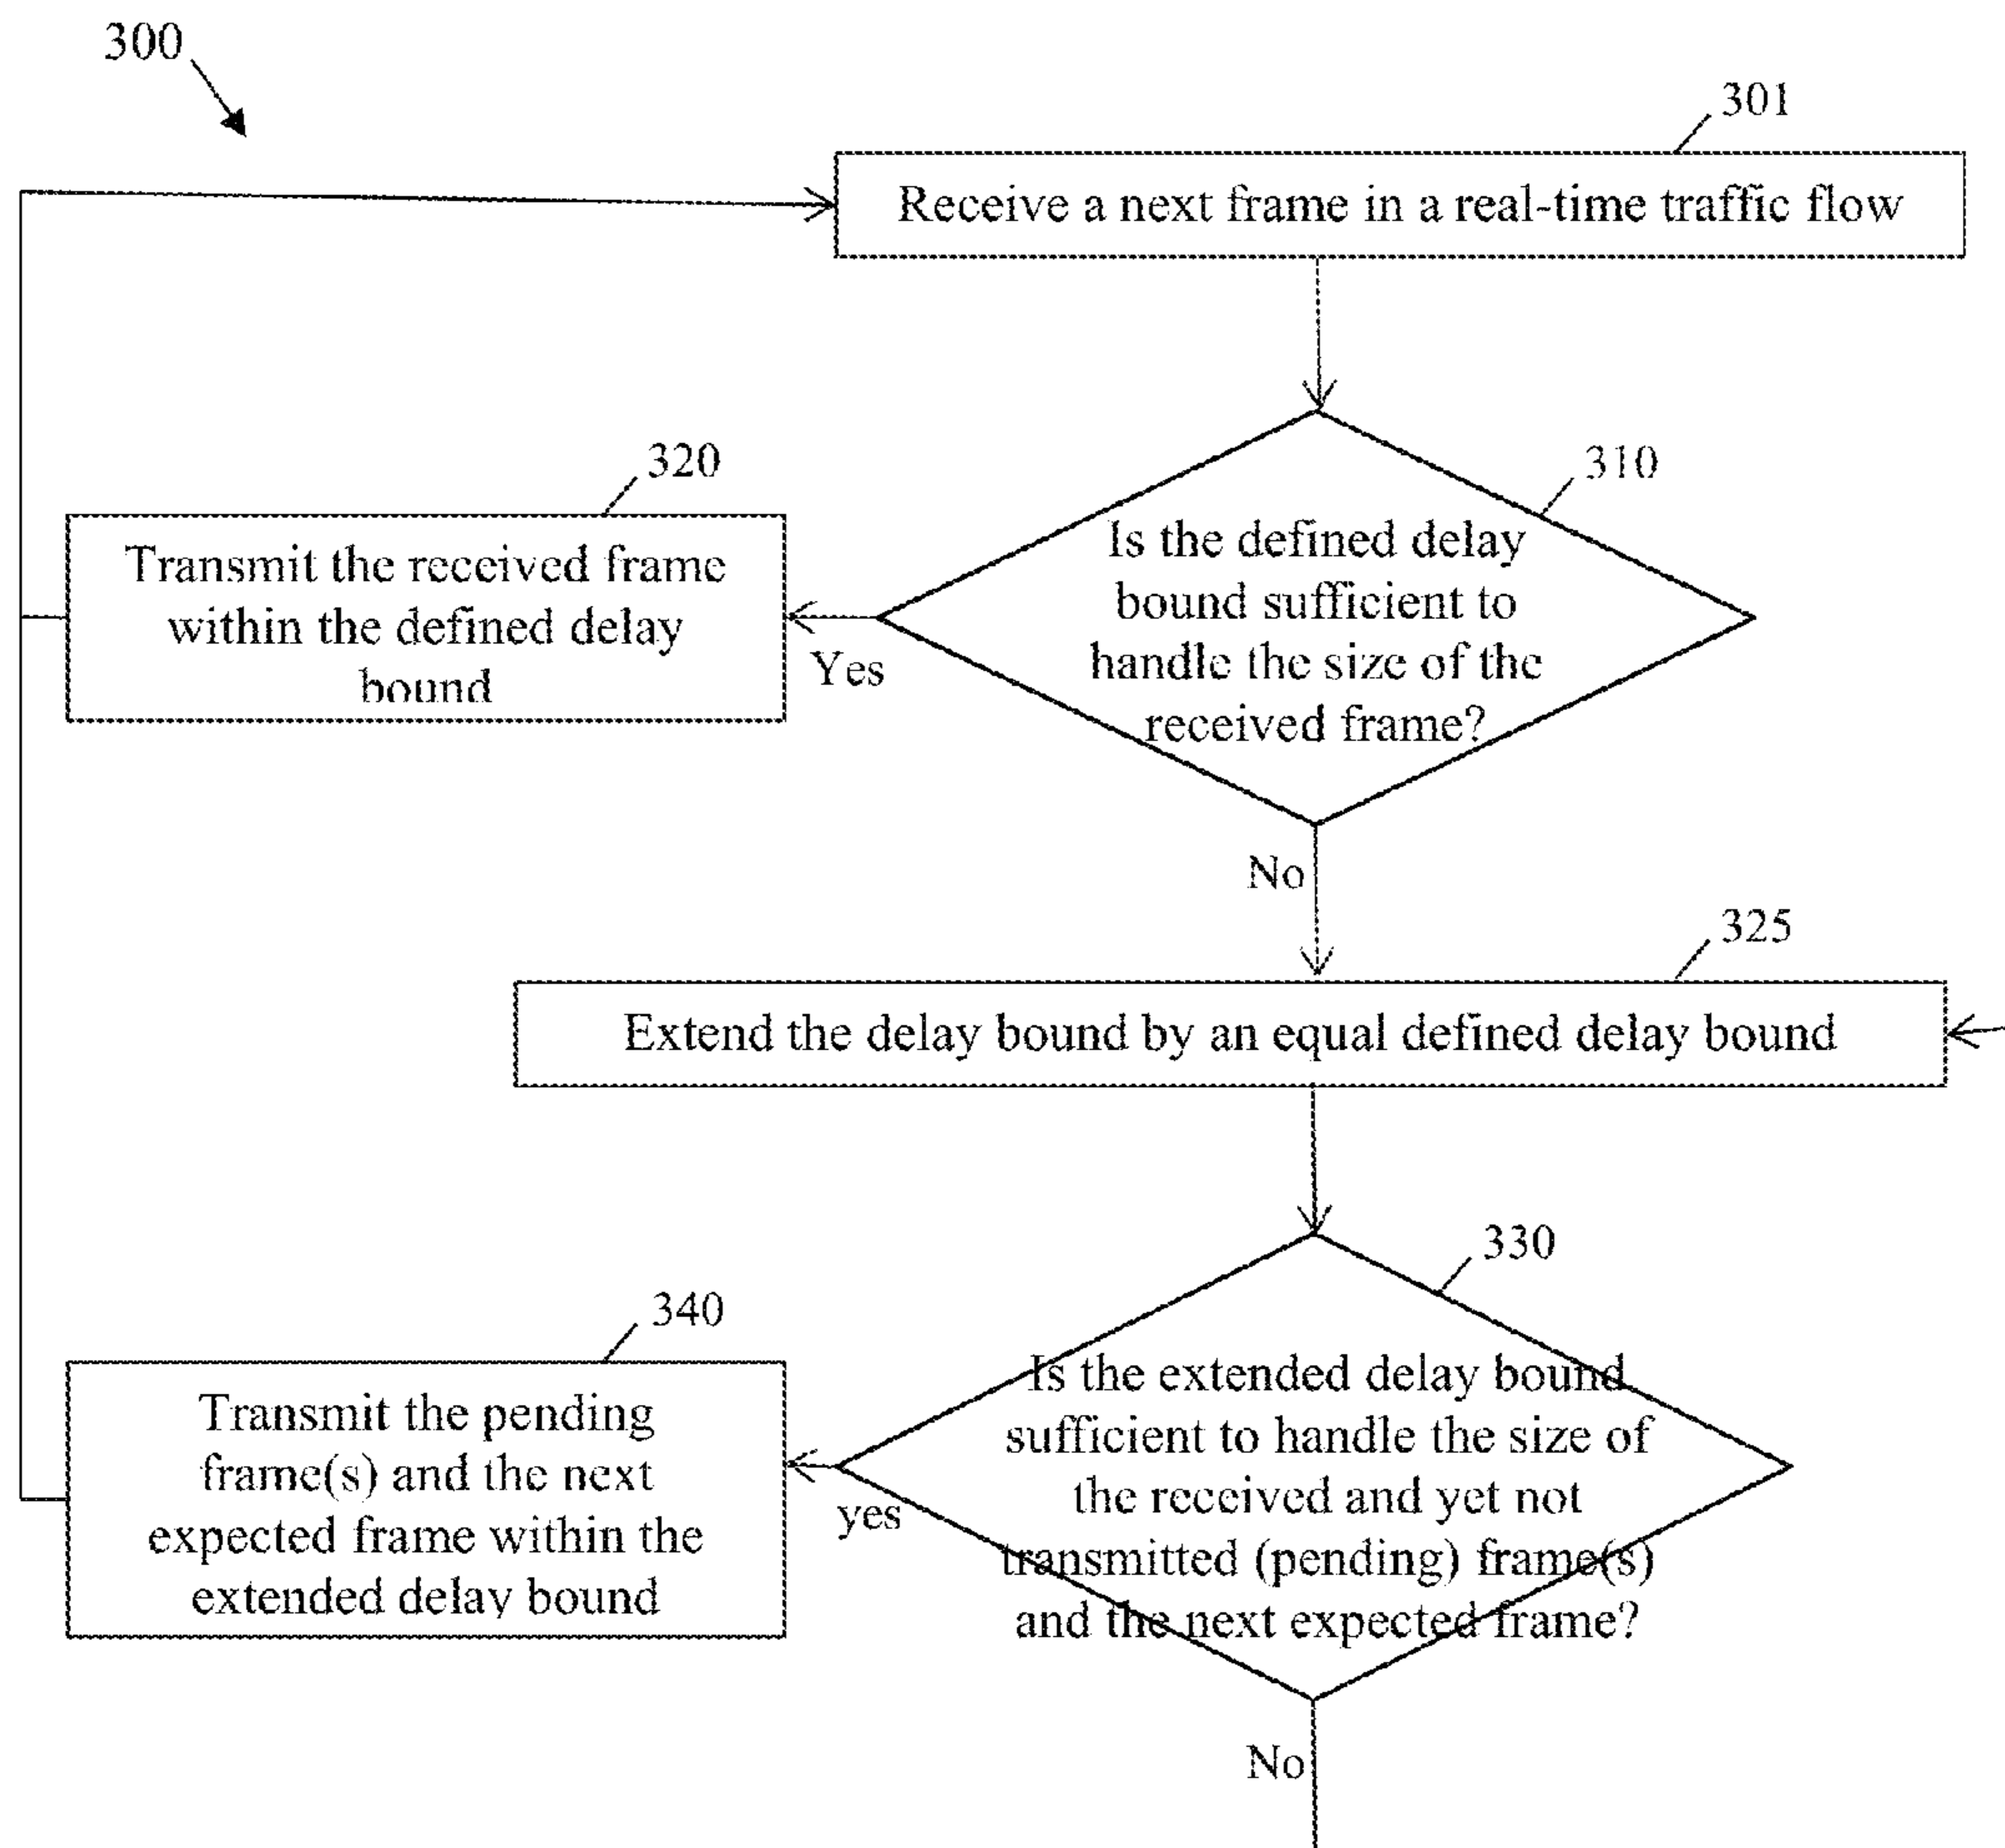 300
301
Receive a next frame in a real-time traffic flow
310
Is the defined delay
bound sufficient to
handle the size of the
received frame?
320
Transmit the received frame
within the defined delay
bound
Yes
No
325
Extend the delay bound by an equal defined delay bound
330
Is the extended delay bound
sufficient to handle the size of
the received and yet not
transmitted (pending) frame(s)
and the next expected frame?
340
Transmit the pending
frame(s) and the next
expected frame within the
extended delay bound
yes
No